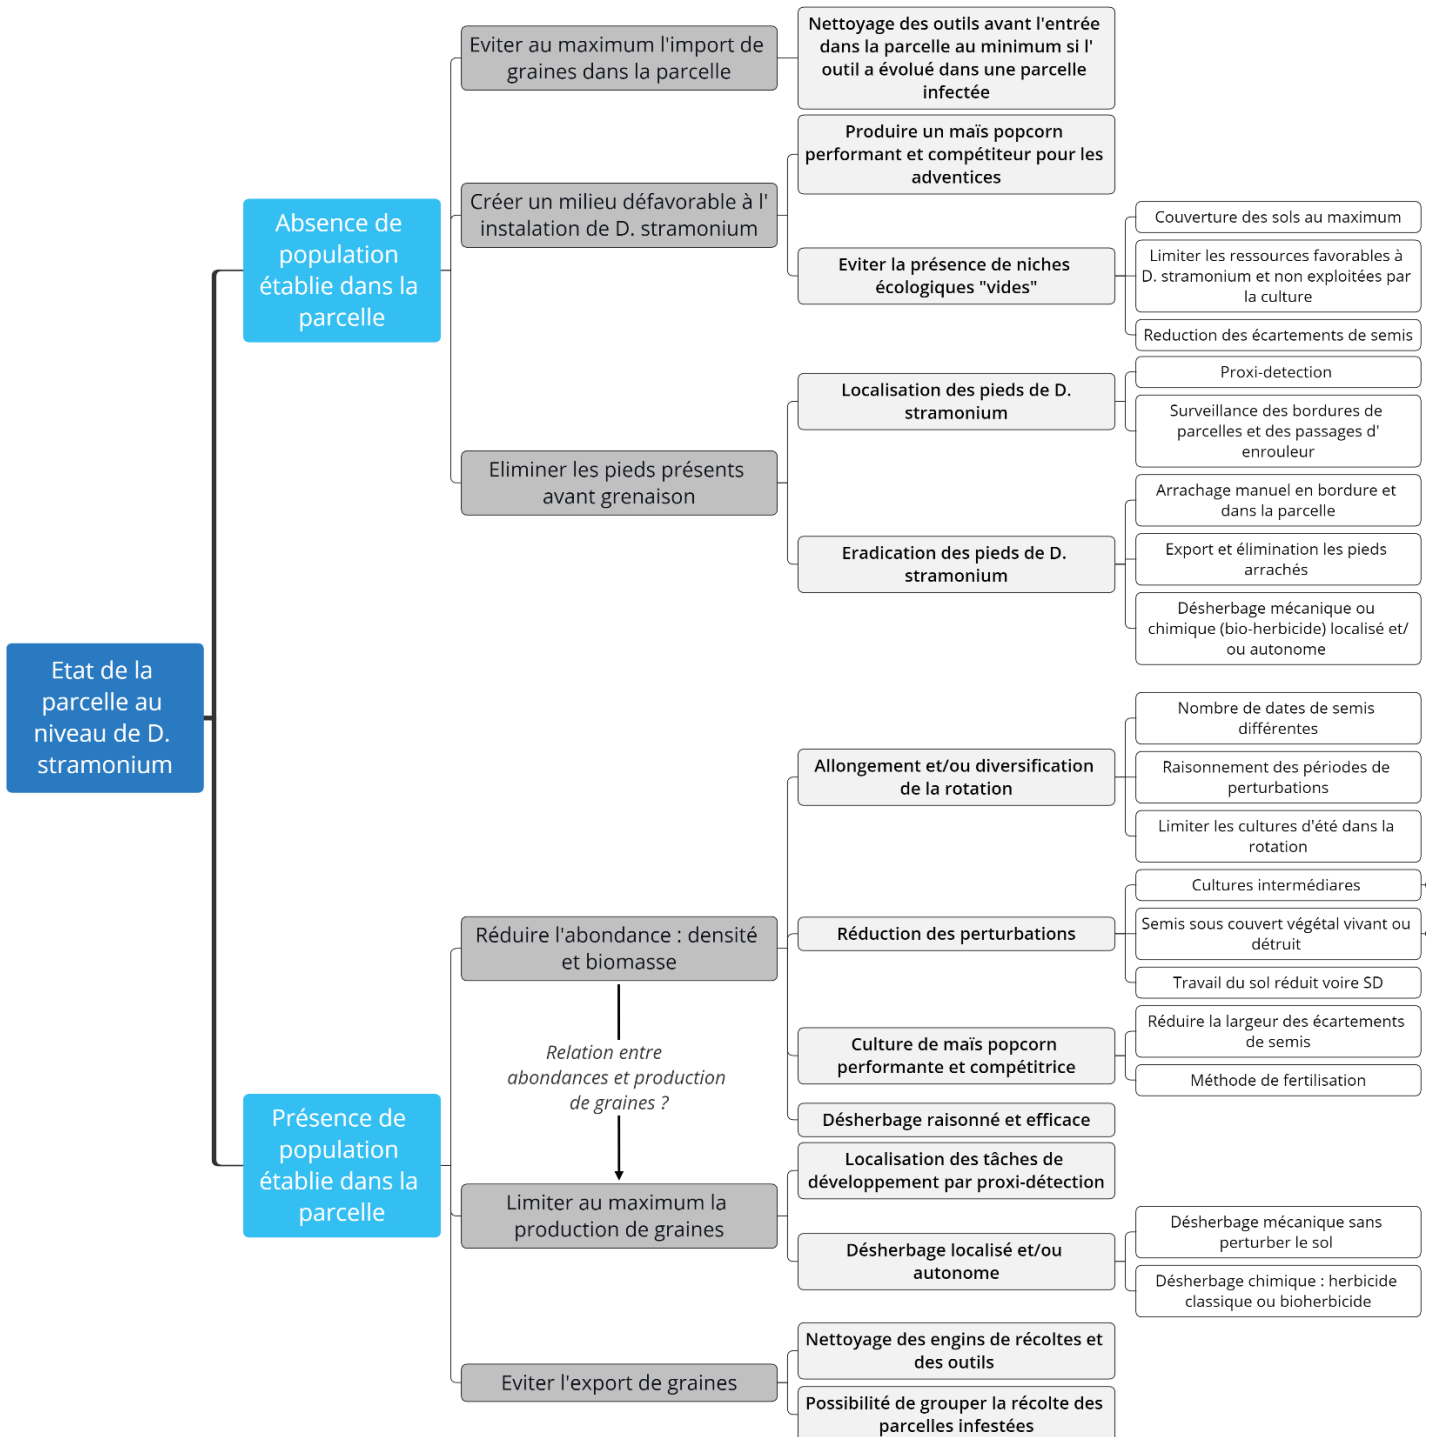 Etat de la
parcelle au
niveau de D.
stramonium
Absence de
population
établie dans la
parcelle
Eviter au maximum l'import de
graines dans la parcelle
Nettoyage des outils avant l'entrée
dans la parcelle au minimum si l'
outil a évolué dans une parcelle
infectée
Créer un milieu défavorable à l'
instalation de D. stramonium
Produire un maïs popcorn
performant et compétiteur pour les
adventices
Eviter la présence de niches
écologiques "vides"
Couverture des sols au maximum
Limiter les ressources favorables à
D. stramonium et non exploitées par
la culture
Reduction des écartements de semis
Eliminer les pieds présents
avant grenaison
Localisation des pieds de D.
stramonium
Proxi-detection
Surveillance des bordures de
parcelles et des passages d'
enrouleur
Eradication des pieds de D.
stramonium
Arrachage manuel en bordure et
dans la parcelle
Export et élimination les pieds
arrachés
Désherbage mécanique ou
chimique (bio-herbicide) localisé et/
ou autonome
Présence de
population
établie dans la
parcelle
Réduire l'abondance : densité
et biomasse
Allongement et/ou diversification
de la rotation
Nombre de dates de semis
différentes
Raisonnement des périodes de
perturbations
Limiter les cultures d'été dans la
rotation
Réduction des perturbations
Cultures intermédiares
Semis sous couvert végétal vivant ou
détruit
Travail du sol réduit voire SD
Culture de maïs popcorn
performante et compétitrice
Réduire la largeur des écartements
de semis
Méthode de fertilisation
Désherbage raisonné et efficace
Relation entre
abondances et production
de graines ?
Limiter au maximum la
production de graines
Localisation des tâches de
développement par proxi-détection
Désherbage localisé et/ou
autonome
Désherbage mécanique sans
perturber le sol
Désherbage chimique : herbicide
classique ou bioherbicide
Eviter l'export de graines
Nettoyage des engins de récoltes et
des outils
Possibilité de grouper la récolte des
parcelles infestées